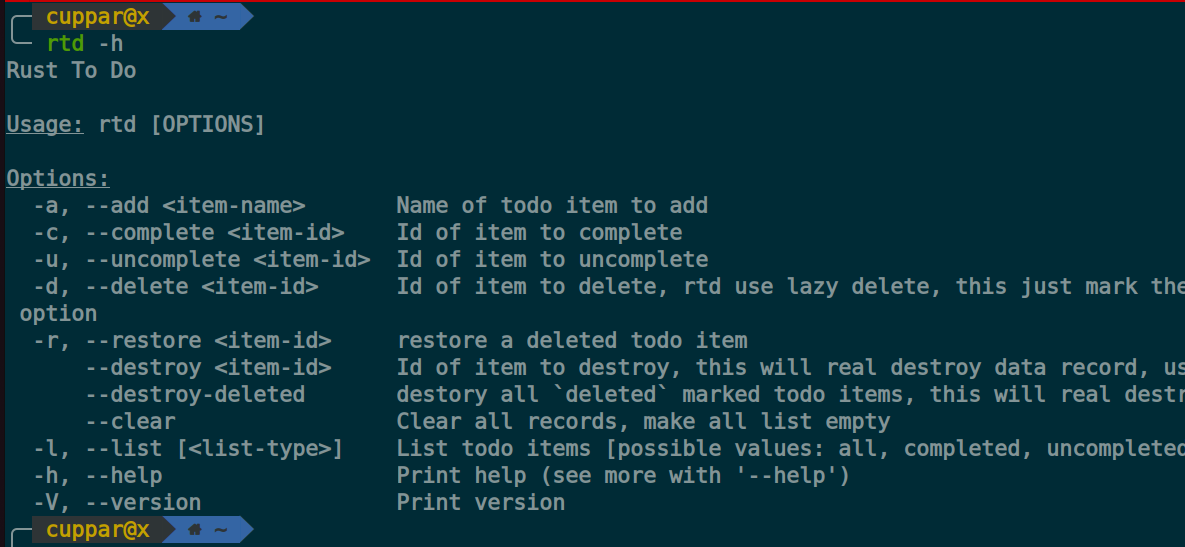 cuppar@x ~
rtd -h
Rust To Do
Usage: rtd [OPTIONS]
Options:
-a, --add <item-name> Name of todo item to add
-c, --complete <item-id> Id of item to complete
-u, --uncomplete <item-id> Id of item to uncomplete
-d, --delete <item-id> Id of item to delete, rtd use lazy delete, this just mark the
option
-r, --restore <item-id> restore a deleted todo item
--destroy <item-id> Id of item to destroy, this will real destroy data record, us
--destroy-deleted destory all `deleted` marked todo items, this will real destr
--clear Clear all records, make all list empty
-l, --list [<list-type>] List todo items [possible values: all, completed, uncompleted
-h, --help Print help (see more with '--help')
-V, --version Print version
cuppar@x ~